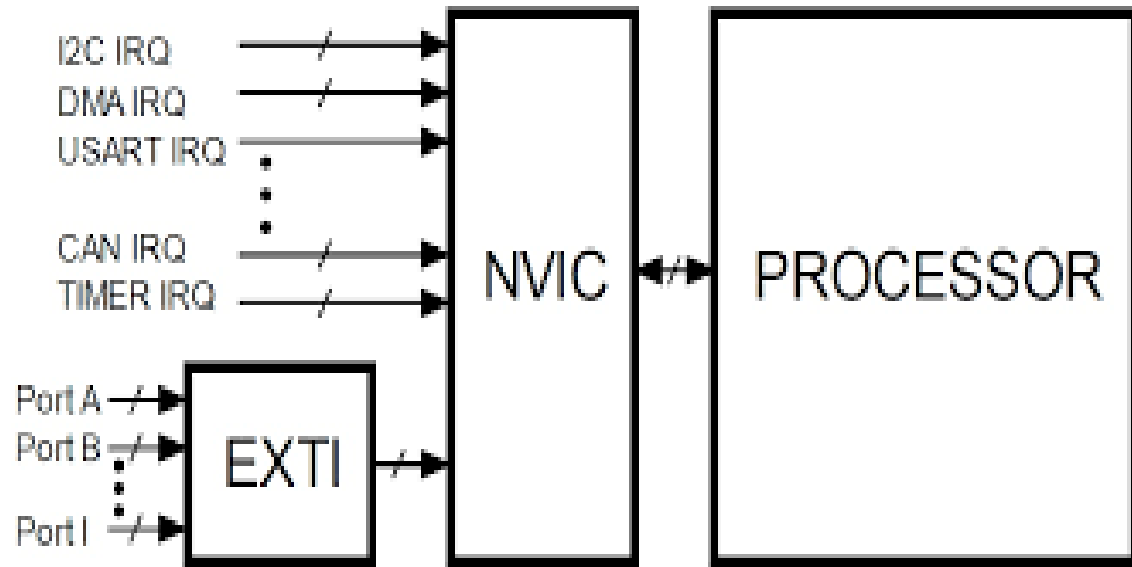 I2C IRQ
DMA IRQ
USART IRQ
CAN IRQ
TIMER IRQ
NVIC
PROCESSOR
Port A
Port B
Port I
EXTI